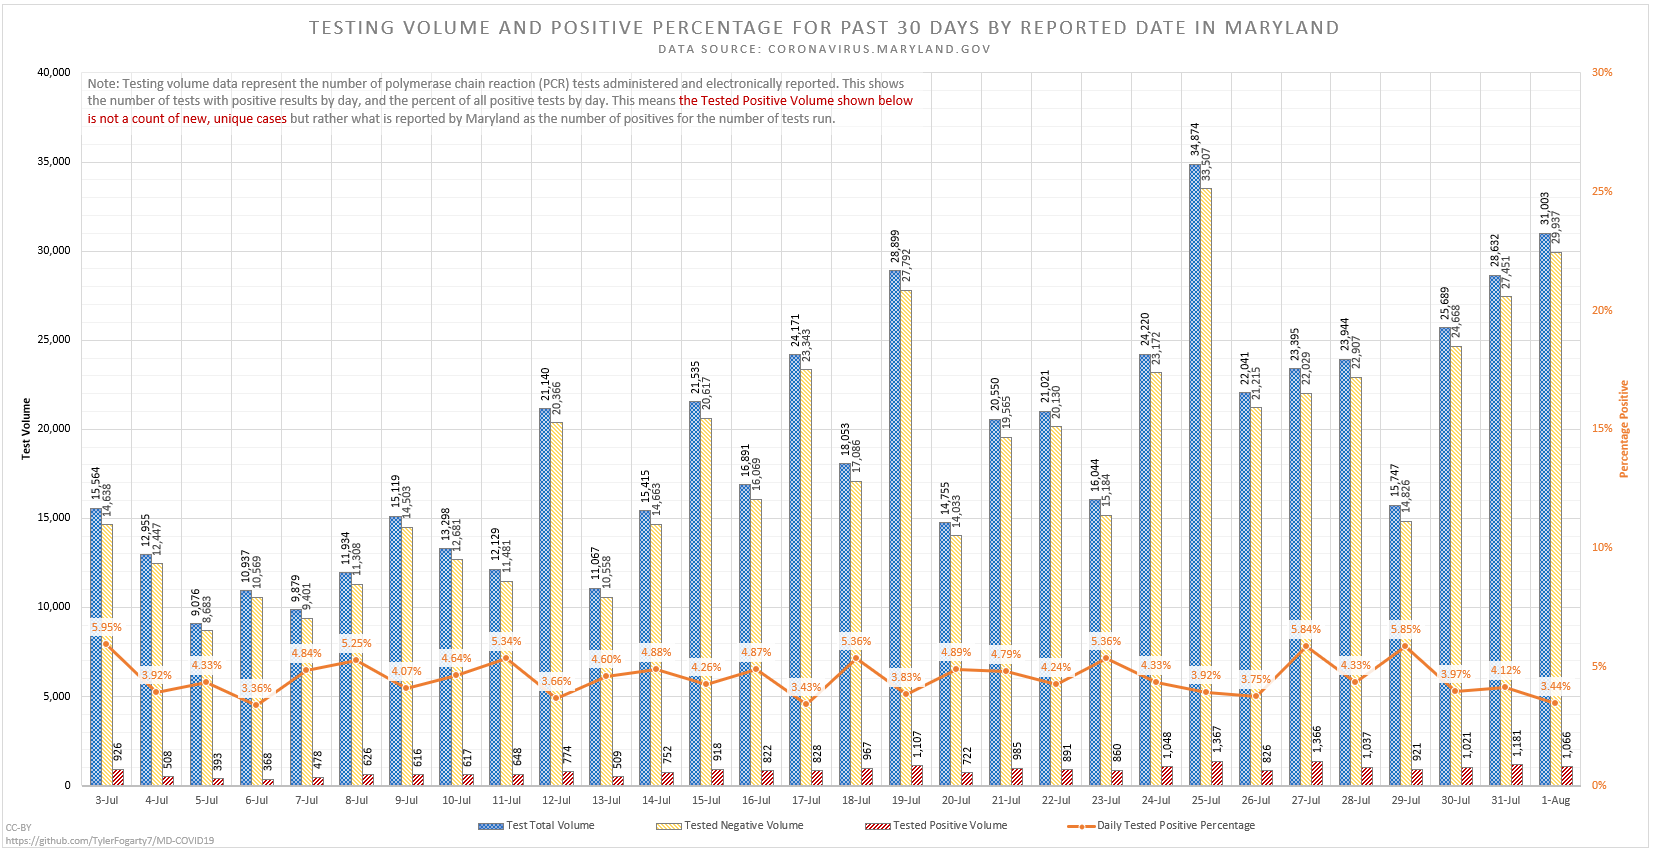 TESTING VOLUME AND POSITIVE PERCENTAGE FOR PAST 30 DAYS BY REPORTED DATE IN MARYLAND
DATA SOURCE: CORONAVIRUS.MARYLAND.GOV
Note: Testing volume data represent the number of polymerase chain reaction (PCR) tests administered and electronically reported. This shows
the number of tests with positive results by day, and the percent of all positive tests by day. This means the Tested Positive Volume shown below
is not a count of new, unique cases but rather what is reported by Maryland as the number of positives for the number of tests run.
Test Volume
40,000
35,000
30,000
25,000
20,000
15,000
10,000
5,000
0
Percentage Positive
30%
25%
20%
15%
10%
5%
0%
15,564 14,638 5.95% 926 3-Jul
12,955 12,447 3.92% 508 4-Jul
9,076 8,683 4.33% 393 5-Jul
10,937 10,569 3.36% 368 6-Jul
9,879 9,401 4.84% 478 7-Jul
11,934 11,308 5.25% 626 8-Jul
15,119 14,503 4.07% 616 9-Jul
13,298 12,681 4.64% 617 10-Jul
12,129 11,481 5.34% 648 11-Jul
21,140 20,366 3.66% 774 12-Jul
11,067 10,558 4.60% 509 13-Jul
15,415 14,663 4.88% 752 14-Jul
21,535 20,617 4.26% 918 15-Jul
16,891 16,069 4.87% 822 16-Jul
24,171 23,343 3.43% 828 17-Jul
18,053 17,086 5.36% 967 18-Jul
28,899 27,792 3.83% 1,107 19-Jul
14,755 14,033 4.89% 722 20-Jul
20,550 19,565 4.79% 985 21-Jul
21,021 20,130 4.24% 891 22-Jul
16,044 15,184 5.36% 860 23-Jul
24,220 23,172 4.33% 1,048 24-Jul
34,874 33,507 3.92% 1,367 25-Jul
22,041 21,215 3.75% 826 26-Jul
23,395 22,029 5.84% 1,366 27-Jul
23,944 22,907 4.33% 1,037 28-Jul
15,747 14,826 5.85% 921 29-Jul
25,689 24,668 3.97% 1,021 30-Jul
28,632 27,451 4.12% 1,181 31-Jul
31,003 29,937 3.44% 1,066 1-Aug
Test Total Volume
Tested Negative Volume
Tested Positive Volume
Daily Tested Positive Percentage
CC-BY
https://github.com/TylerFogarty7/MD-COVID19